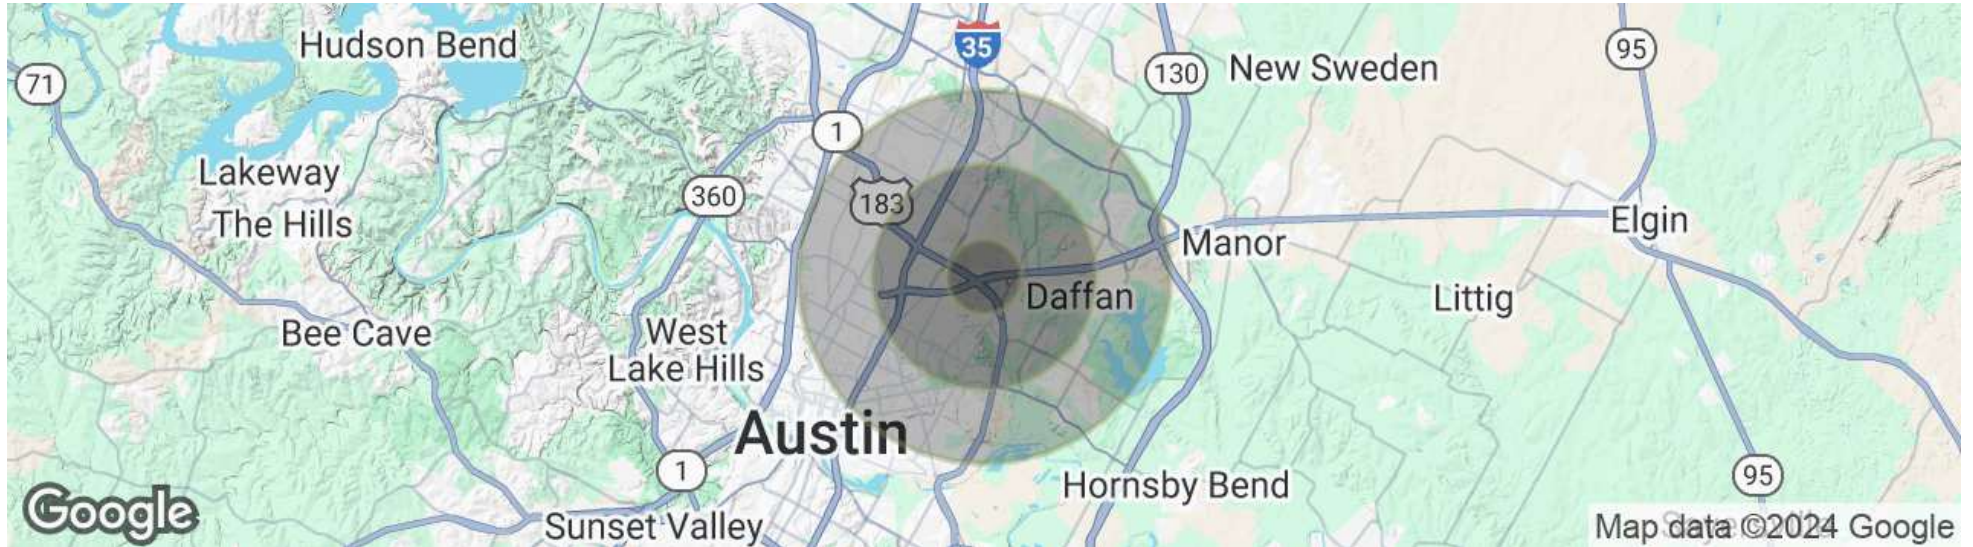 Hudson Bend
35
95
71
130
New Sweden
1
Lakeway
360
183
The Hills
Elgin
Manor
Daffan
Littig
Bee Cave
West
Lake Hills
Austin
1
95
Hornsby Bend
Google
Sunset Valley
Map data ©2024 Google